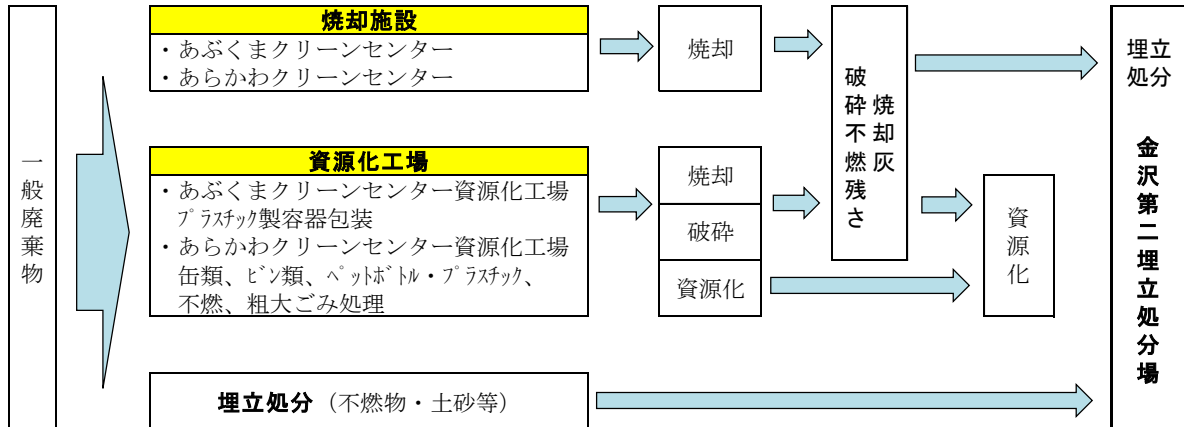 一般廃棄物
焼却施設
・あぶくまクリーンセンター
・あらかわクリーンセンター
焼却
資源化工場
・あぶくまクリーンセンター資源化工場
プラスチック製容器包装
・あらかわクリーンセンター資源化工場
缶類、ビン類、ペットボトル・プラスチック、
不燃、粗大ごみ処理
焼却
破砕
資源化
焼却灰
破砕不燃残さ
資源化
埋立処分（不燃物・土砂等）
埋立
処分
金沢第二埋立処分場